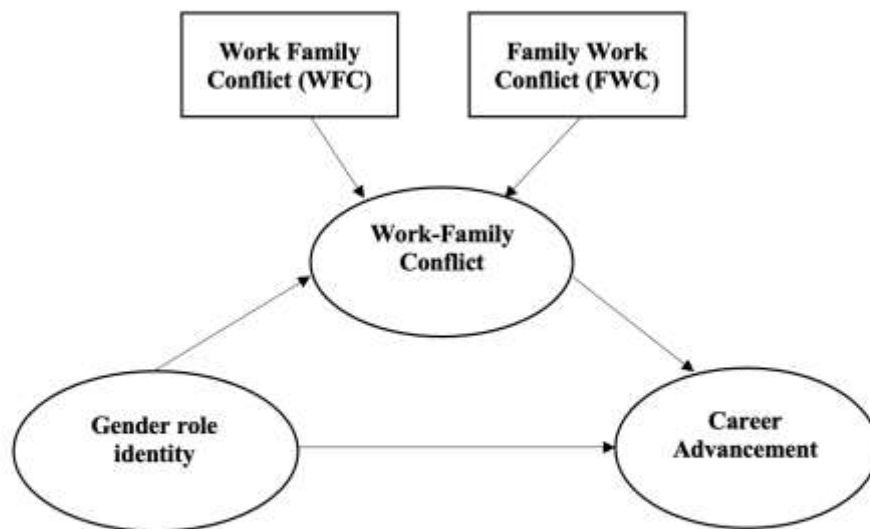 Work Family
Conflict (WFC)
Family Work
Conflict (FWC)
Work-Family
Conflict
Gender role
identity
Career
Advancement